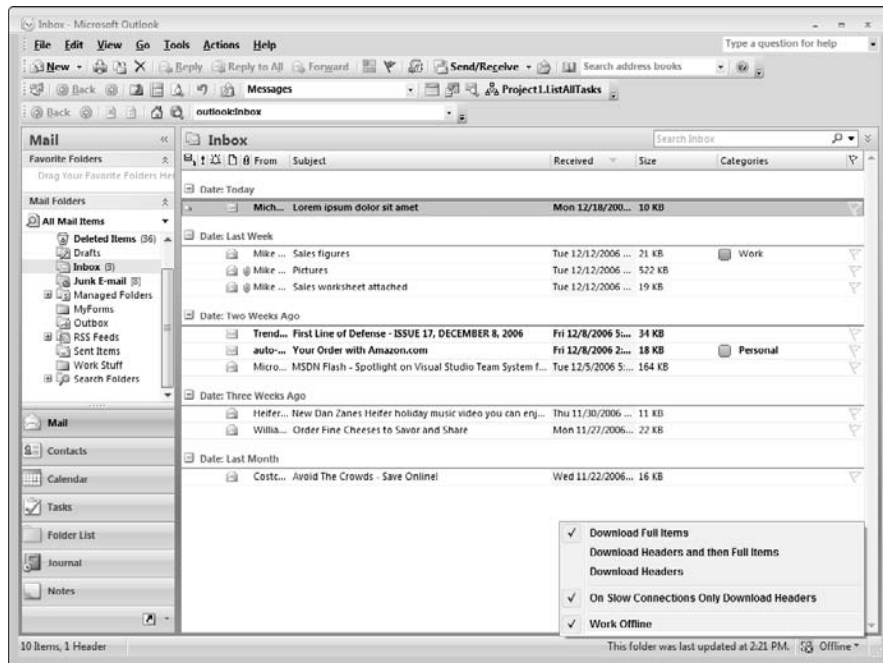 Inbox - Microsoft Outlook
File Edit View Go Tools Actions Help
Type a question for help
New Reply Reply to All Forward Send/Receive Search address books
Back Messages Project1.ListAllTasks
Back outlook:Inbox
Mail
Favorite Folders
Drag Your Favorite Folders Her
Mail Folders
All Mail Items
Deleted Items (36)
Drafts
Inbox (3)
Junk E-mail [8]
Managed Folders
MyForms
Outbox
RSS Feeds
Sent Items
Work Stuff
Search Folders
Mail
Contacts
Calendar
Tasks
Folder List
Journal
Notes
Inbox
Search Inbox
From Subject Received Size Categories
Date: Today
Mich... Lorem ipsum dolor sit amet Mon 12/18/200... 10 KB
Date: Last Week
Mike ... Sales figures Tue 12/12/2006 ... 21 KB Work
Mike ... Pictures Tue 12/12/2006 ... 522 KB
Mike ... Sales worksheet attached Tue 12/12/2006 ... 19 KB
Date: Two Weeks Ago
Trend... First Line of Defense - ISSUE 17, DECEMBER 8, 2006 Fri 12/8/2006 5:... 34 KB
auto-... Your Order with Amazon.com Fri 12/8/2006 2:... 18 KB Personal
Micro... MSDN Flash - Spotlight on Visual Studio Team System f... Tue 12/5/2006 5:... 164 KB
Date: Three Weeks Ago
Heifer... New Dan Zanes Heifer holiday music video you can enj... Thu 11/30/2006 ... 11 KB
Willia... Order Fine Cheeses to Savor and Share Mon 11/27/2006... 22 KB
Date: Last Month
Costc... Avoid The Crowds - Save Online! Wed 11/22/2006... 16 KB
Download Full Items
Download Headers and then Full Items
Download Headers
On Slow Connections Only Download Headers
Work Offline
10 Items, 1 Header
This folder was last updated at 2:21 PM. Offline